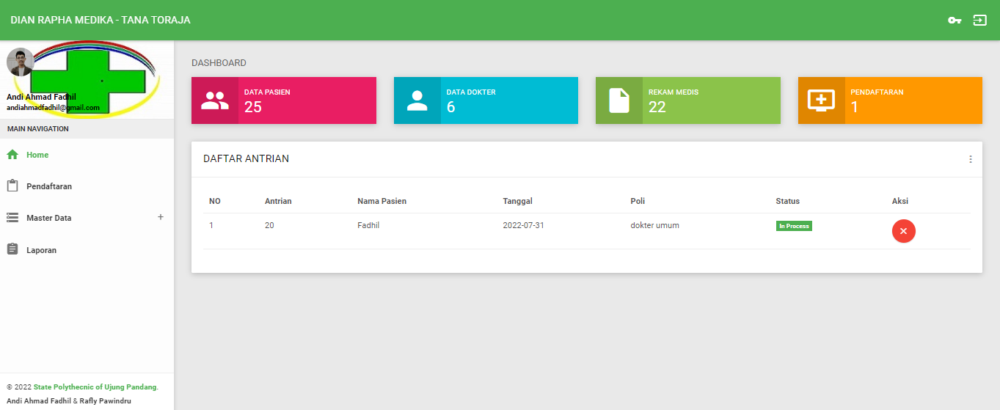 DIAN RAPHA MEDIKA - TANA TORAJA
Andi Ahmad Fadhil
andiahmadfadhil@gmail.com
MAIN NAVIGATION
Home
Pendaftaran
Master Data +
Laporan
© 2022 State Polythecnic of Ujung Pandang.
Andi Ahmad Fadhil & Rafly Pawindru
DASHBOARD
DATA PASIEN
25
DATA DOKTER
6
REKAM MEDIS
22
PENDAFTARAN
1
DAFTAR ANTRIAN
NO Antrian Nama Pasien Tanggal Poli Status Aksi
1 20 Fadhil 2022-07-31 dokter umum In Process